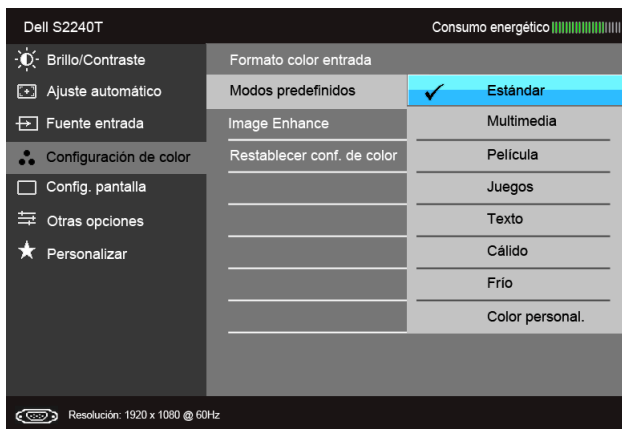 Dell S2240T
Consumo energético
Brillo/Contraste
Ajuste automático
Fuente entrada
Configuración de color
Config. pantalla
Otras opciones
Personalizar
Formato color entrada
Modos predefinidos
Image Enhance
Restablecer conf. de color
Estándar
Multimedia
Película
Juegos
Texto
Cálido
Frío
Color personal.
Resolución: 1920 x 1080 @ 60Hz